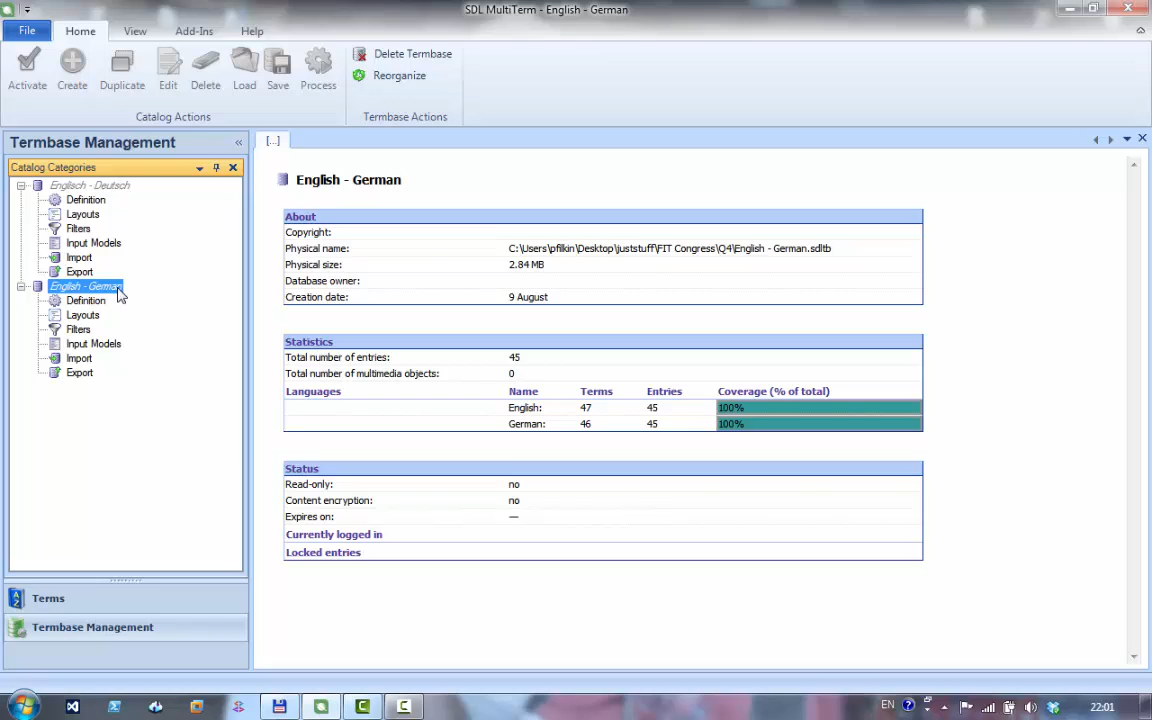 SDL MultiTerm - English - German
File Home View Add-Ins Help
Activate Create Duplicate Edit Delete Load Save Process
Delete Termbase
Reorganize
Catalog Actions Termbase Actions
Termbase Management «
Catalog Categories
Englisch - Deutsch
Definition
Layouts
Filters
Input Models
Import
Export
English - German
Definition
Layouts
Filters
Input Models
Import
Export
Terms
Termbase Management
[...]
English - German
About
Copyright:
Physical name: C:\Users\pfilkin\Desktop\juststuff\FIT Congress\Q4\English - German.sdltb
Physical size: 2.84 MB
Database owner:
Creation date: 9 August
Statistics
Total number of entries: 45
Total number of multimedia objects: 0
Languages Name Terms Entries Coverage (% of total)
English: 47 45 100%
German: 46 45 100%
Status
Read-only: no
Content encryption: no
Expires on: —
Currently logged in
Locked entries
EN 22:01